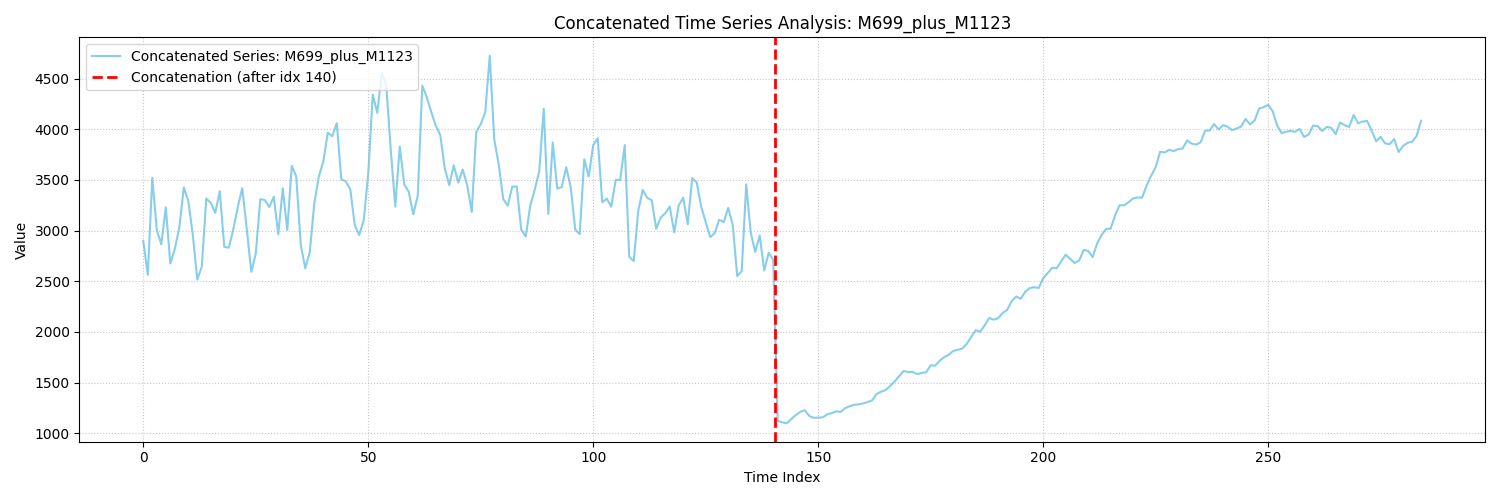 Concatenated Time Series Analysis: M699_plus_M1123
Concatenated Series: M699_plus_M1123
Concatenation (after idx 140)
Value
4500
4000
3500
3000
2500
2000
1500
1000
0 50 100 150 200 250
Time Index